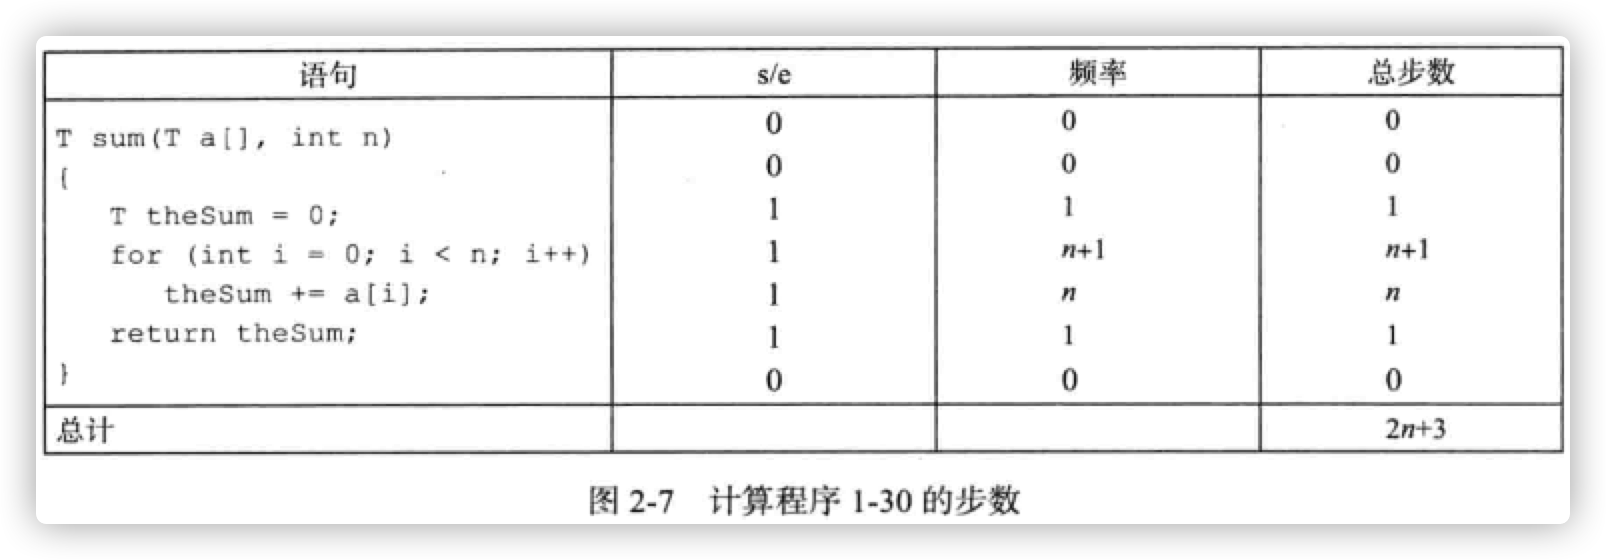 语句 s/e 频率 总步数
T sum(T a[], int n) 0 0 0
{ 0 0 0
T theSum = 0; 1 1 1
for (int i = 0; i < n; i++) 1 n+1 n+1
theSum += a[i]; 1 n n
return theSum; 1 1 1
} 0 0 0
总计 2n+3
图 2-7 计算程序 1-30 的步数